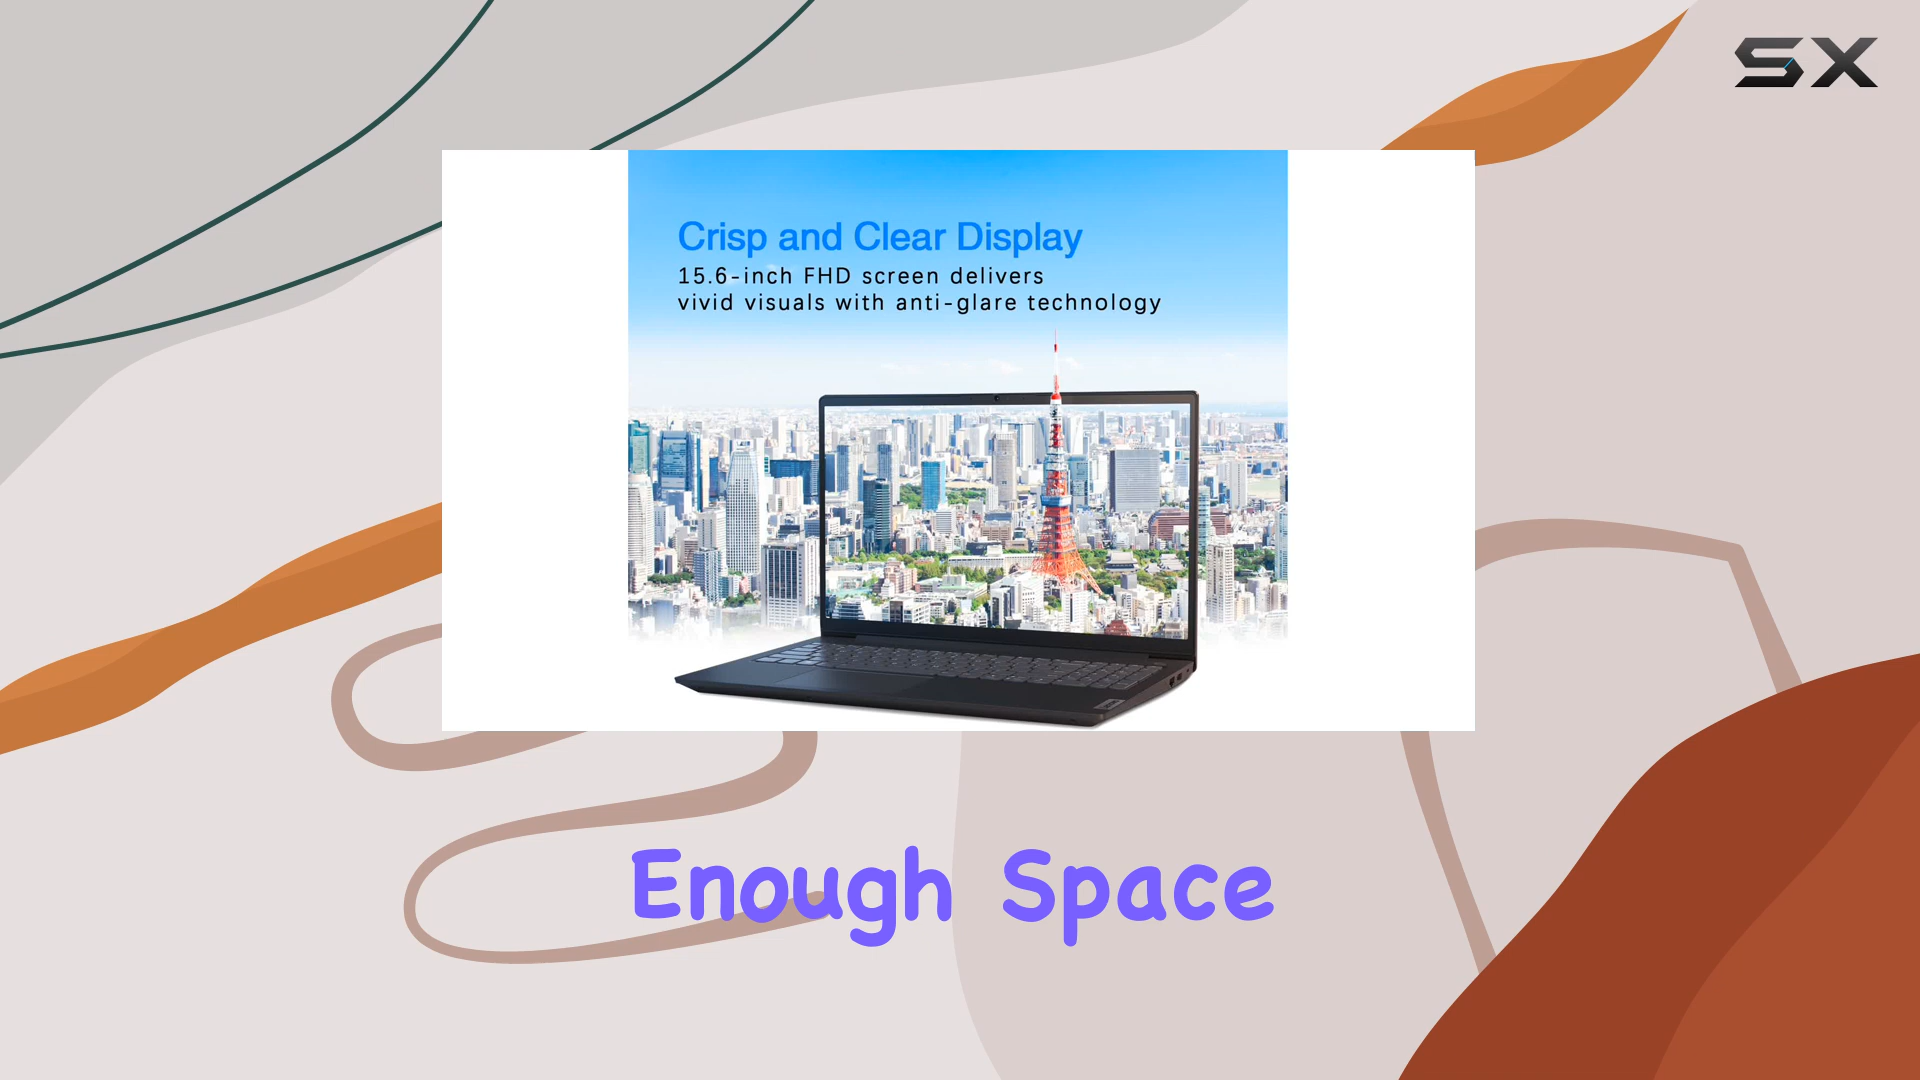 SX
Crisp and Clear Display
15.6-inch FHD screen delivers
vivid visuals with anti-glare technology
Enough Space